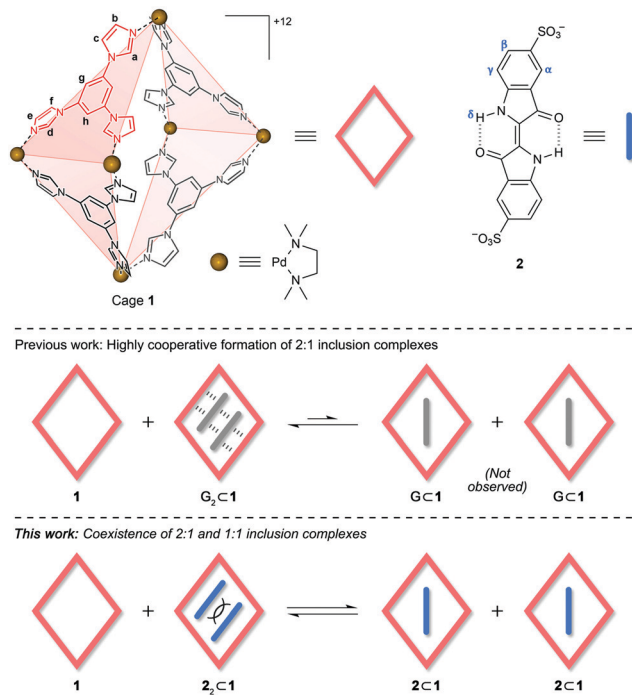 b
c
N
N
a
+12
g
f
e
h
N
N
d
N
N
Cage 1
≡
≡
Pd
N
N
SO₃⁻
β
γ
α
δ
H
N
O
O
N
H
⁻O₃S
2
≡
Previous work: Highly cooperative formation of 2:1 inclusion complexes
+
+
1
G₂⊂1
G⊂1
(Not
observed)
G⊂1
This work: Coexistence of 2:1 and 1:1 inclusion complexes
+
+
1
2₂⊂1
2⊂1
2⊂1